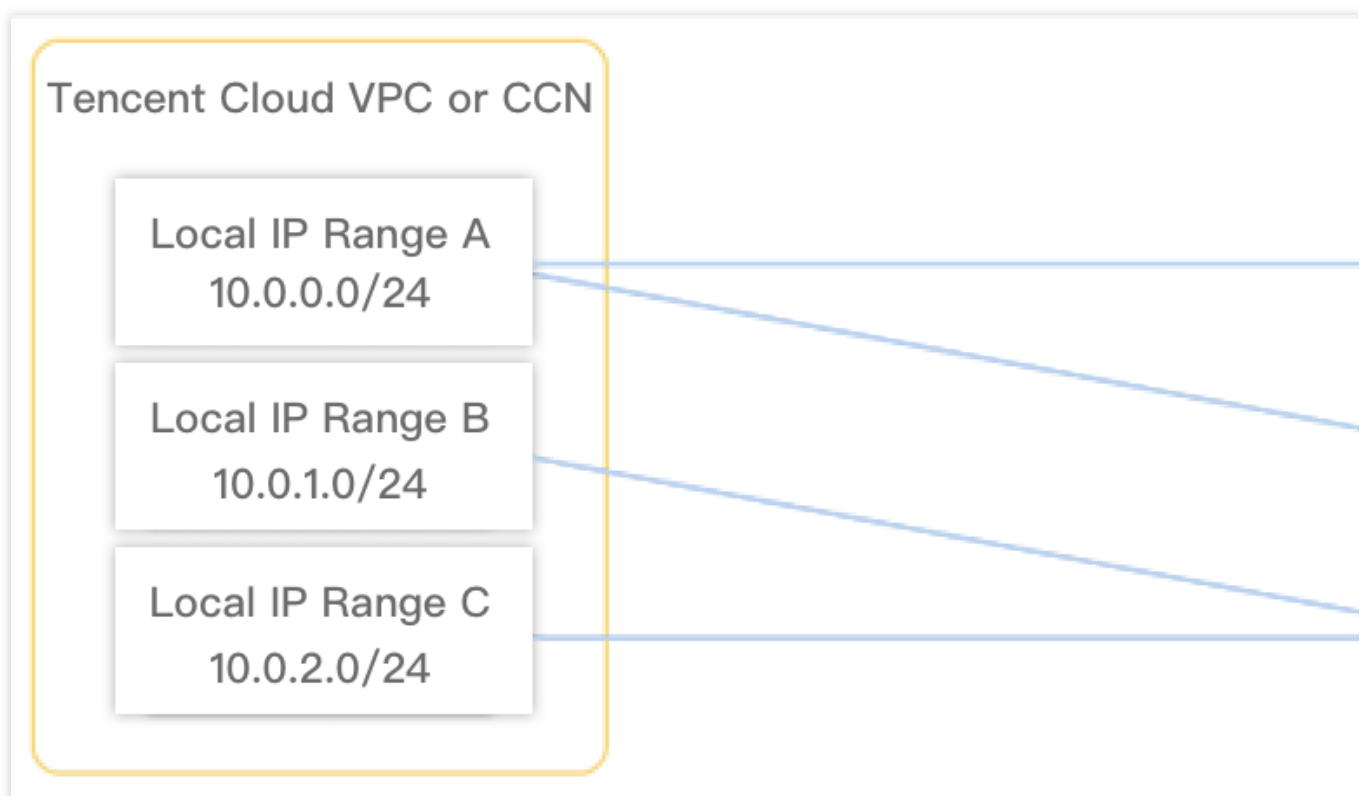 Tencent Cloud VPC or CCN
Local IP Range A
10.0.0.0/24
Local IP Range B
10.0.1.0/24
Local IP Range C
10.0.2.0/24